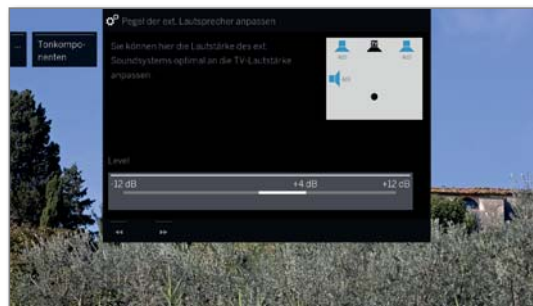 Pegel der ext. Lautsprecher anpassen
... Tonkompo-
nenten
Sie können hier die Lautstärke des ext.
Soundsystems optimal an die TV-Lautstärke
anpassen
Level
-12 dB +4 dB +12 dB